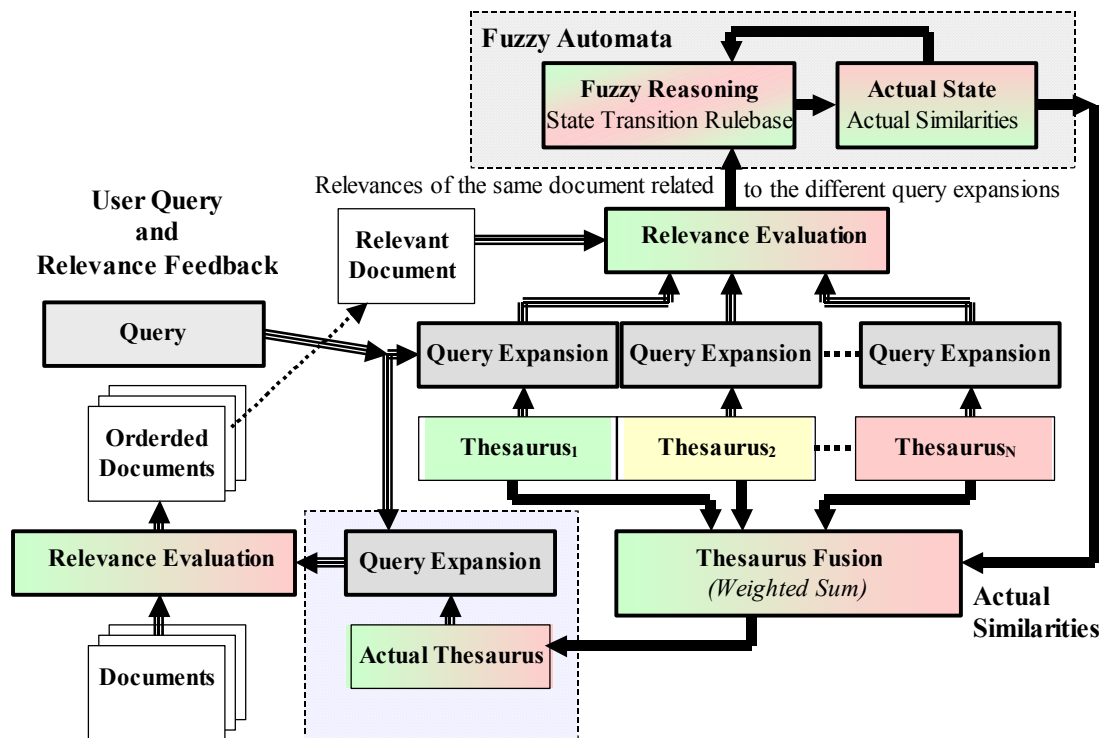 Fuzzy Automata
Fuzzy Reasoning
State Transition Rulebase
Actual State
Actual Similarities
Relevances of the same document related
to the different query expansions
User Query
and
Relevance Feedback
Relevant
Document
Relevance Evaluation
Query
Query Expansion
Query Expansion
Query Expansion
Orderded
Documents
Thesaurus1
Thesaurus2
ThesaurusN
Relevance Evaluation
Query Expansion
Thesaurus Fusion
(Weighted Sum)
Actual
Similarities
Actual Thesaurus
Documents